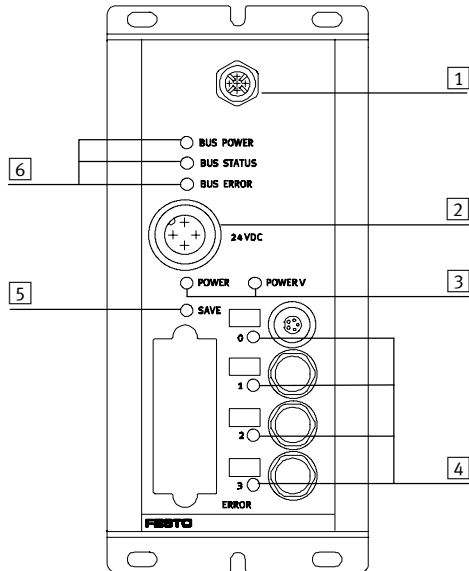 1
BUS POWER
BUS STATUS
6
BUS ERROR
2
24VDC
POWER
POWER V
3
5
SAVE
0
1
2
3
4
ERROR
FESTO